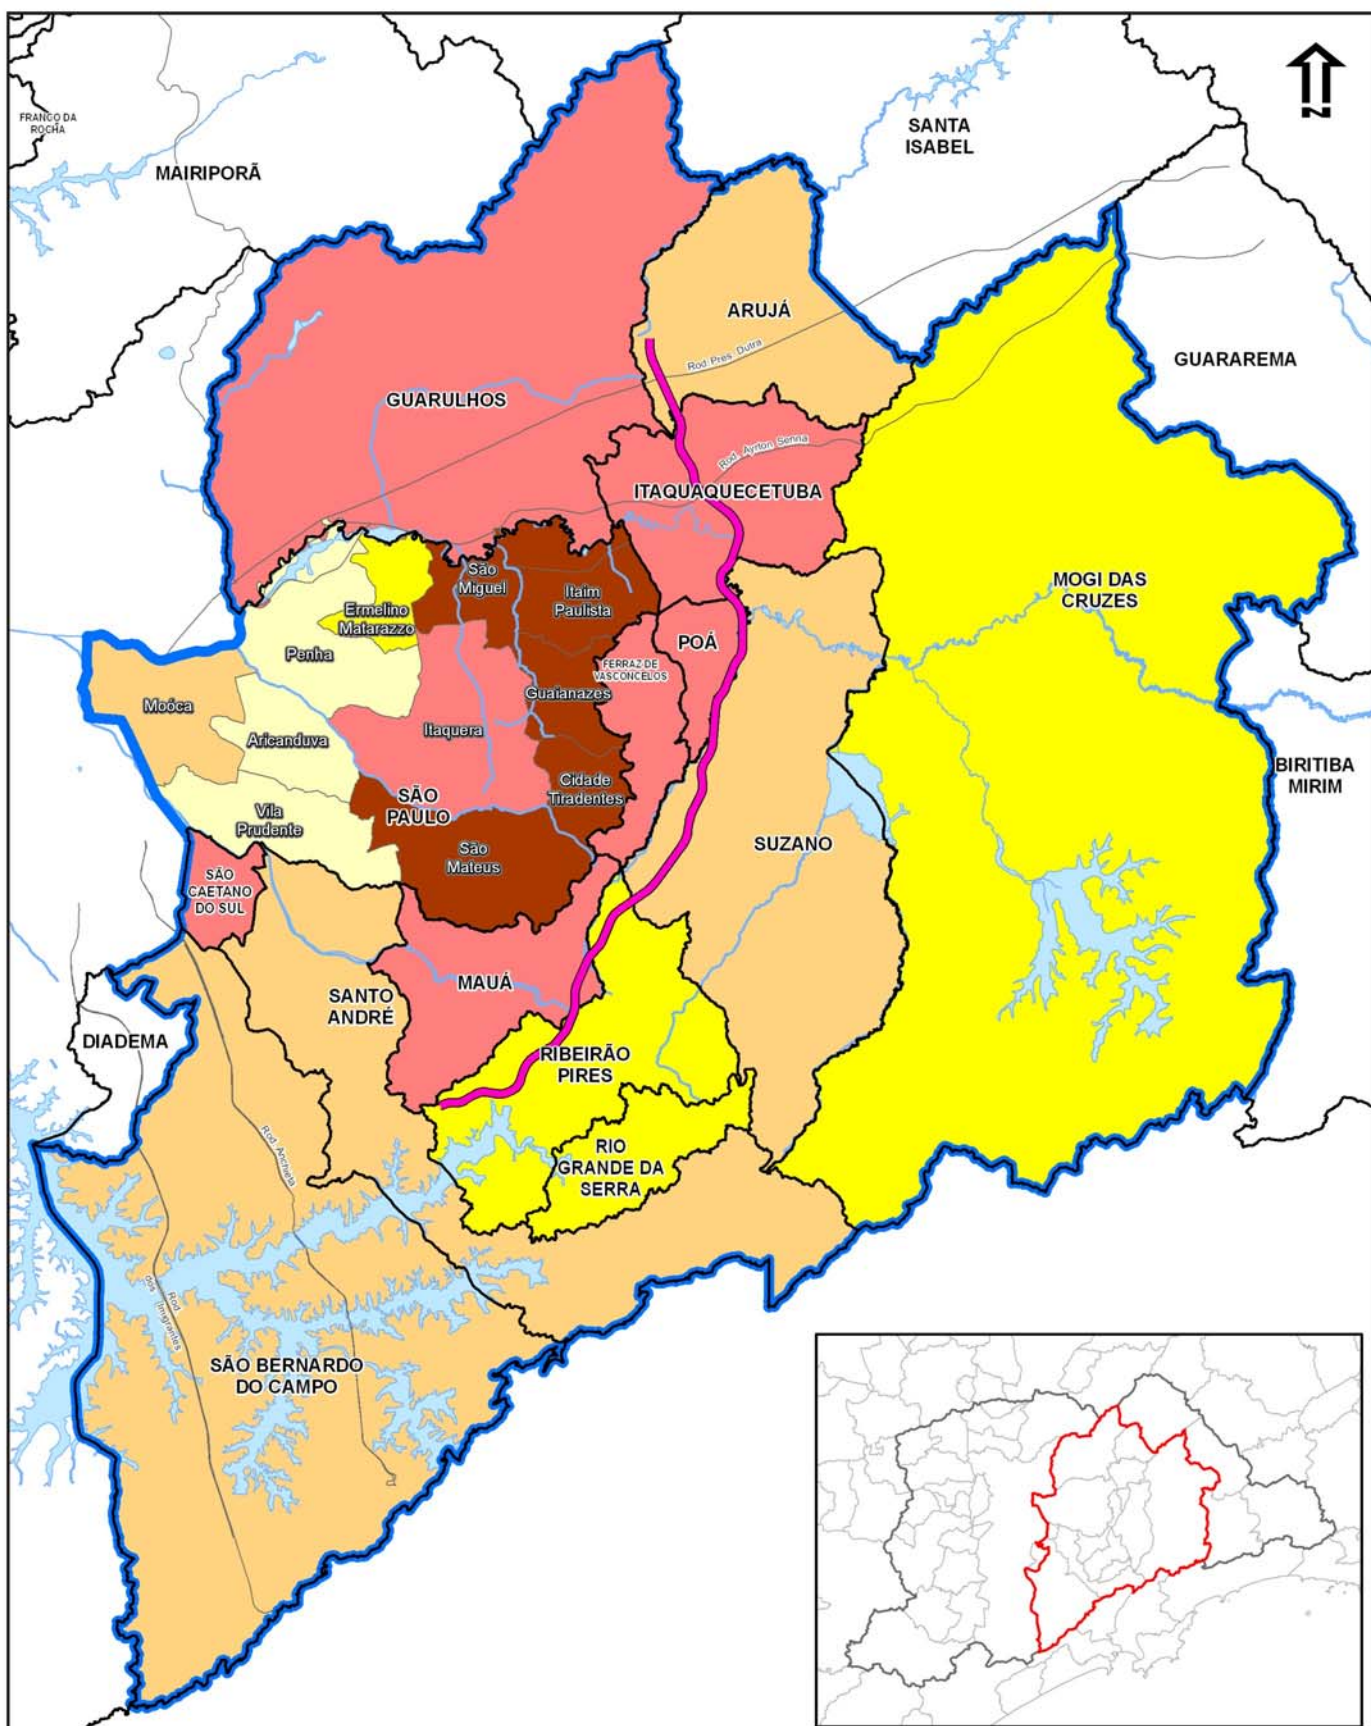 FRANCO DA
ROCHA
MAIRIPORÃ
SANTA
ISABEL
N
ARUJÁ
Rod Pres. Dutra
GUARAREMA
GUARULHOS
Rod. Ayrton Senna
ITAQUAQUECETUBA
São
Miguel
Itaim
Paulista
MOGI DAS
CRUZES
Ermelino
Matarazzo
Penha
POÁ
FERRAZ DE
VASCONCELOS
Guaianazes
Moóca
Itaquera
Aricanduva
BIRITIBA
MIRIM
Cidade
Tiradentes
SÃO
PAULO
Vila
Prudente
SUZANO
São
Mateus
SÃO
CAETANO
DO SUL
MAUÁ
SANTO
ANDRÉ
DIADEMA
RIBEIRÃO
PIRES
Rod. Anchieta
RIO
GRANDE DA
SERRA
Rod.
dos Imigrantes
SÃO BERNARDO
DO CAMPO